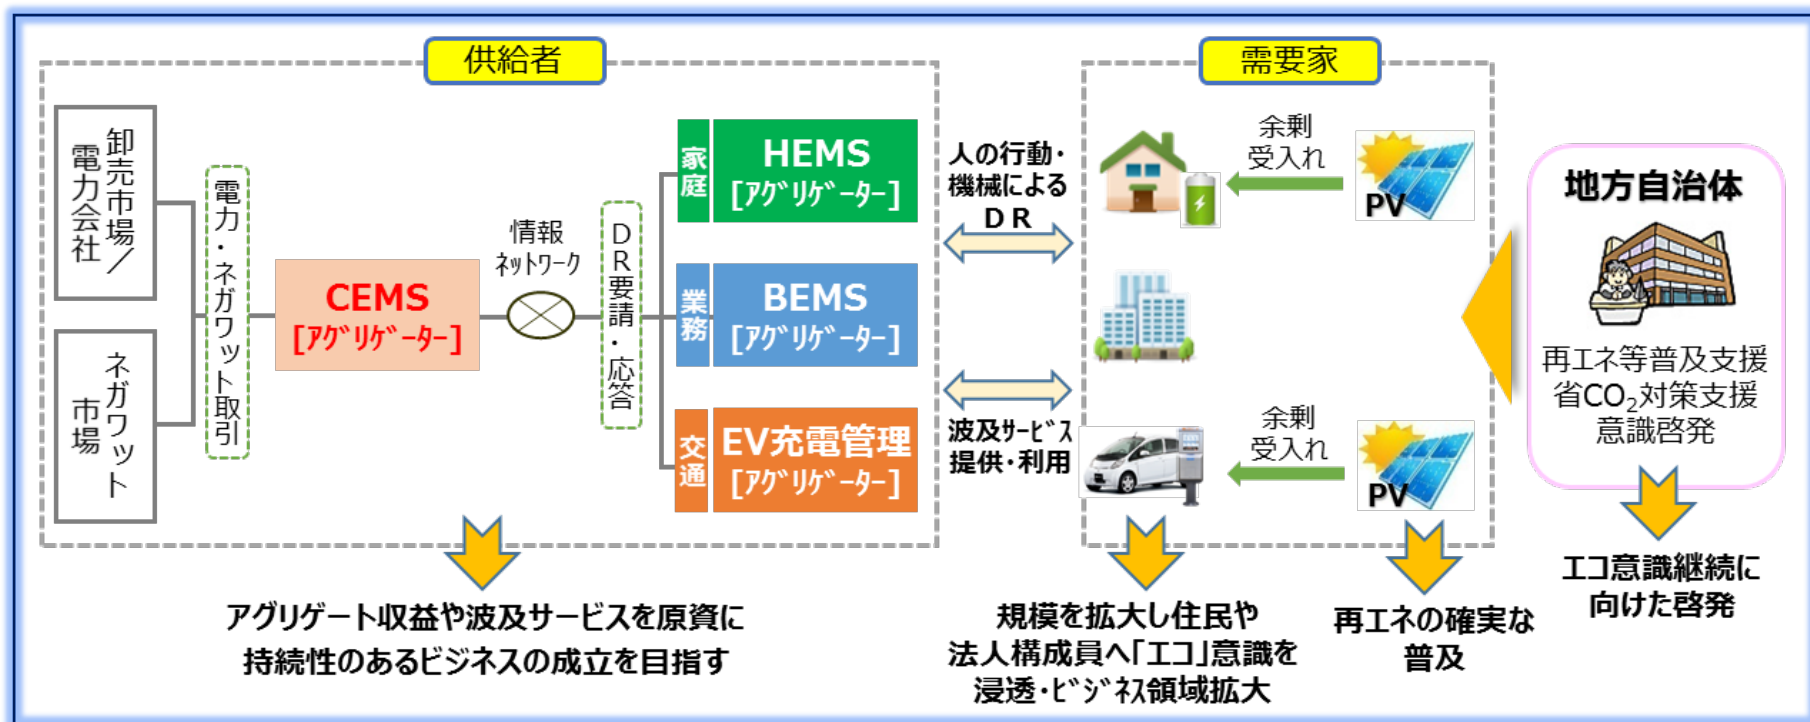 供給者
卸売市場／
電力会社
ネガワット
市場
電力・ネガワット取引
CEMS
[ｱｸﾞﾘｹﾞｰﾀｰ]
情報
ネットワーク
DR要請・応答
家庭
HEMS
[ｱｸﾞﾘｹﾞｰﾀｰ]
業務
BEMS
[ｱｸﾞﾘｹﾞｰﾀｰ]
交通
EV充電管理
[ｱｸﾞﾘｹﾞｰﾀｰ]
人の行動・
機械による
DR
波及ｻｰﾋﾞｽ
提供・利用
需要家
余剰
受入れ
PV
余剰
受入れ
PV
地方自治体
再エネ等普及支援
省CO₂対策支援
意識啓発
アグリゲート収益や波及サービスを原資に
持続性のあるビジネスの成立を目指す
規模を拡大し住民や
法人構成員へ「エコ」意識を
浸透・ﾋﾞｼﾞﾈｽ領域拡大
再エネの確実な
普及
エコ意識継続に
向けた啓発